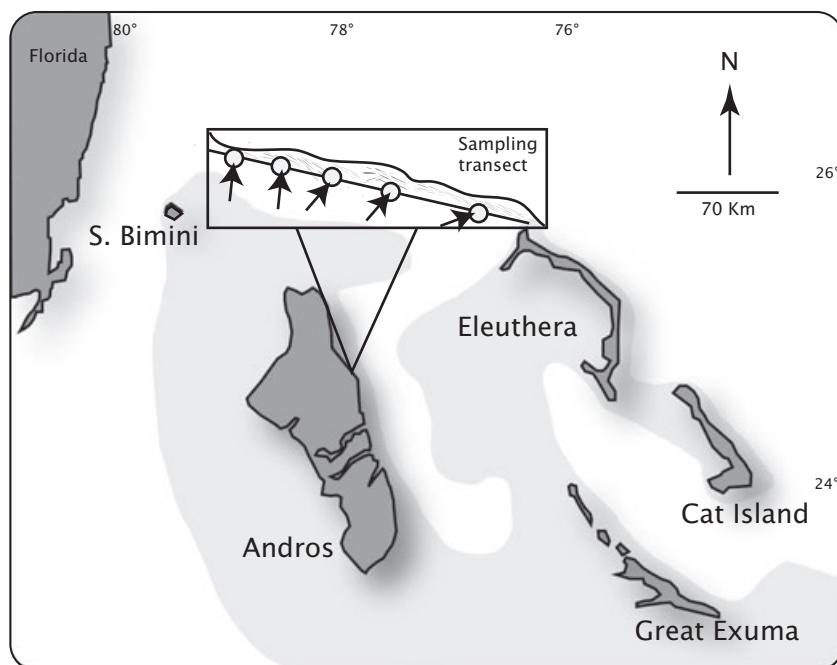 80°
78°
76°
Florida
N
Sampling
transect
26°
70 Km
S. Bimini
Eleuthera
24°
Cat Island
Andros
Great Exuma